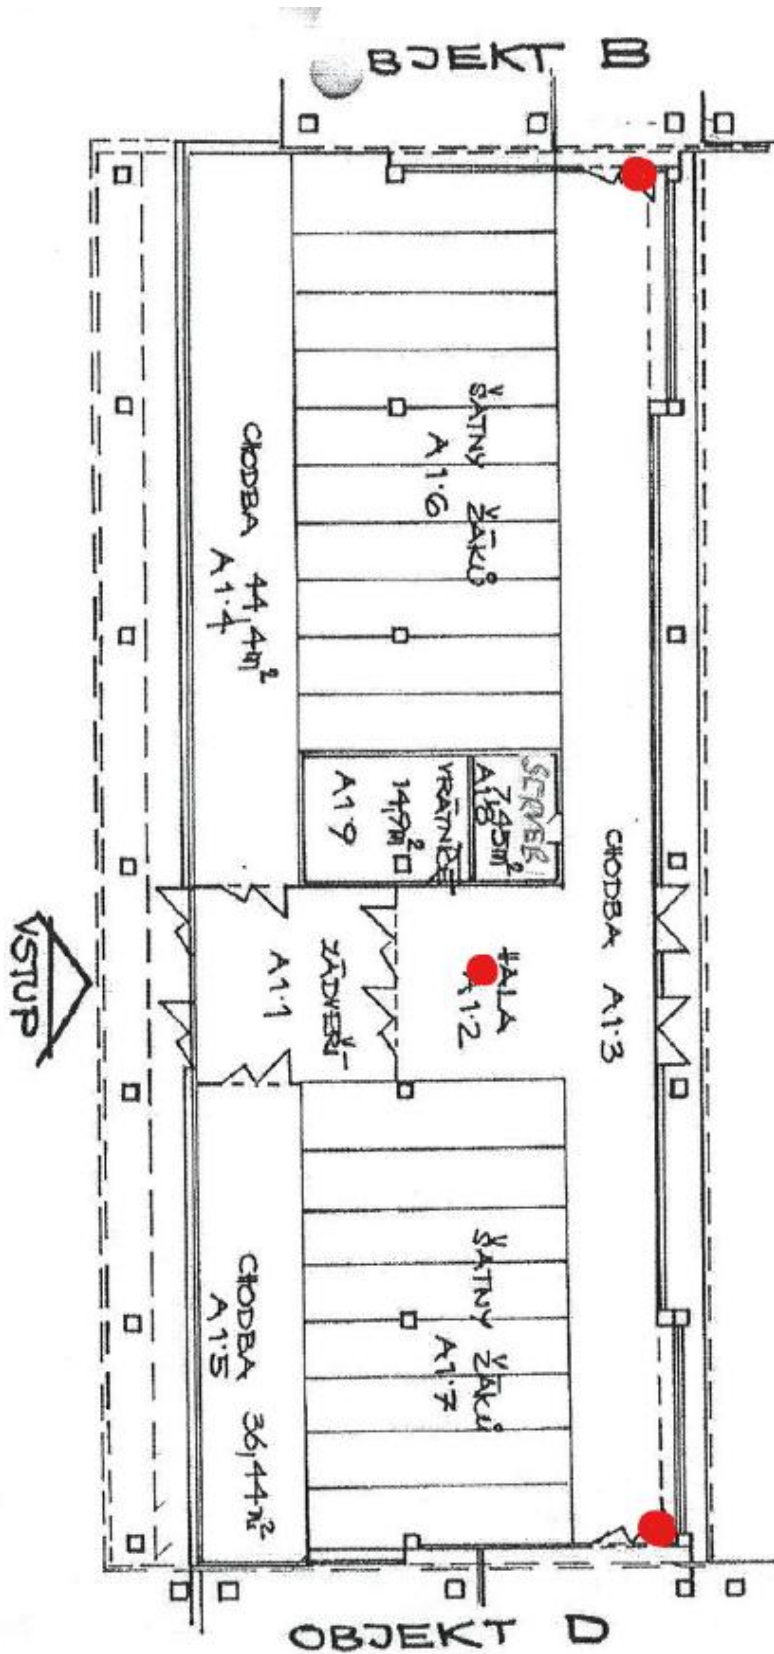 BJEKT B
ŠATNY ŽÁKŮ
A1·6
CHODBA 44,4m²
A1·4
SERVER
7,45m²
A1·8
VRÁTNICE
14,9m²
A1·9
CHODBA A1·3
HALA
A1·2
ZÁDVEŘÍ
A1·1
VSTUP
ŠATNY ŽÁKŮ
A1·7
CHODBA 36,44m²
A1·5
OBJEKT D